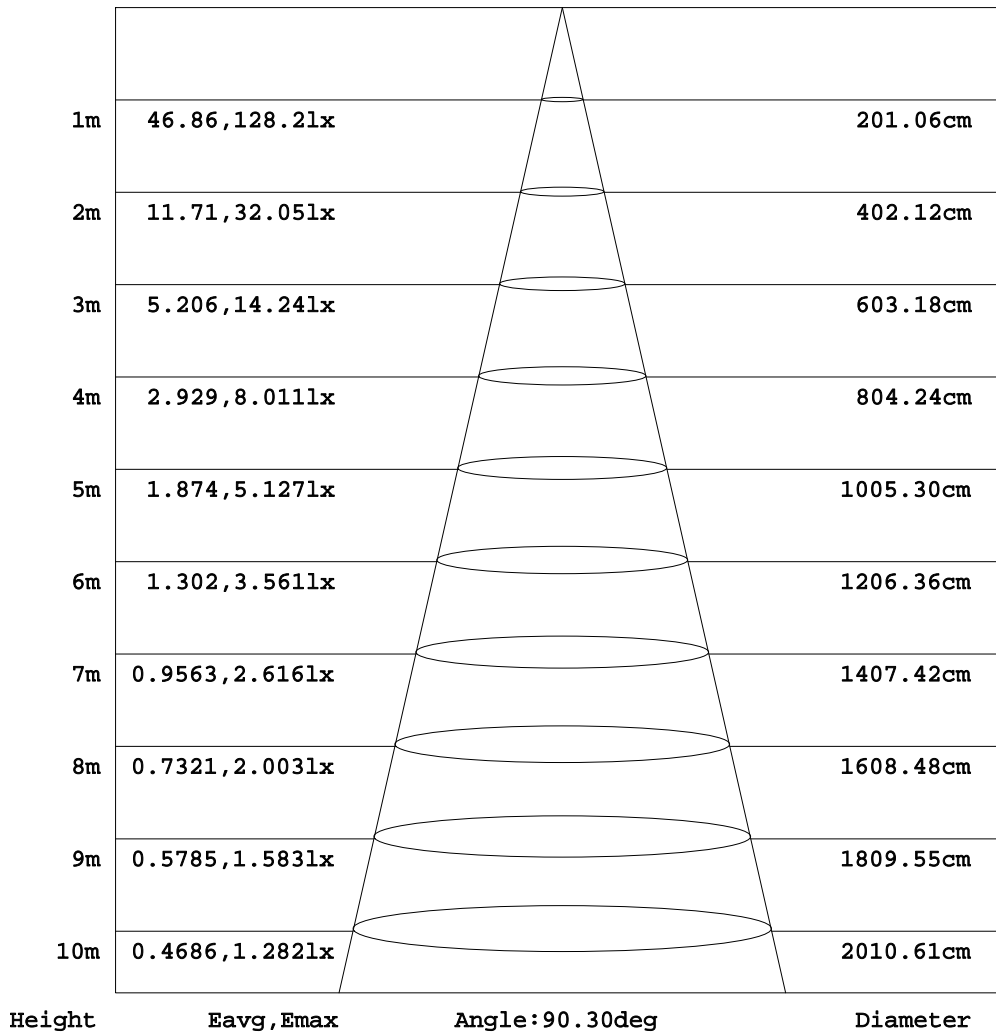 1m 46.86,128.2lx 201.06cm
2m 11.71,32.05lx 402.12cm
3m 5.206,14.24lx 603.18cm
4m 2.929,8.011lx 804.24cm
5m 1.874,5.127lx 1005.30cm
6m 1.302,3.561lx 1206.36cm
7m 0.9563,2.616lx 1407.42cm
8m 0.7321,2.003lx 1608.48cm
9m 0.5785,1.583lx 1809.55cm
10m 0.4686,1.282lx 2010.61cm
Height Eavg,Emax Angle:90.30deg Diameter